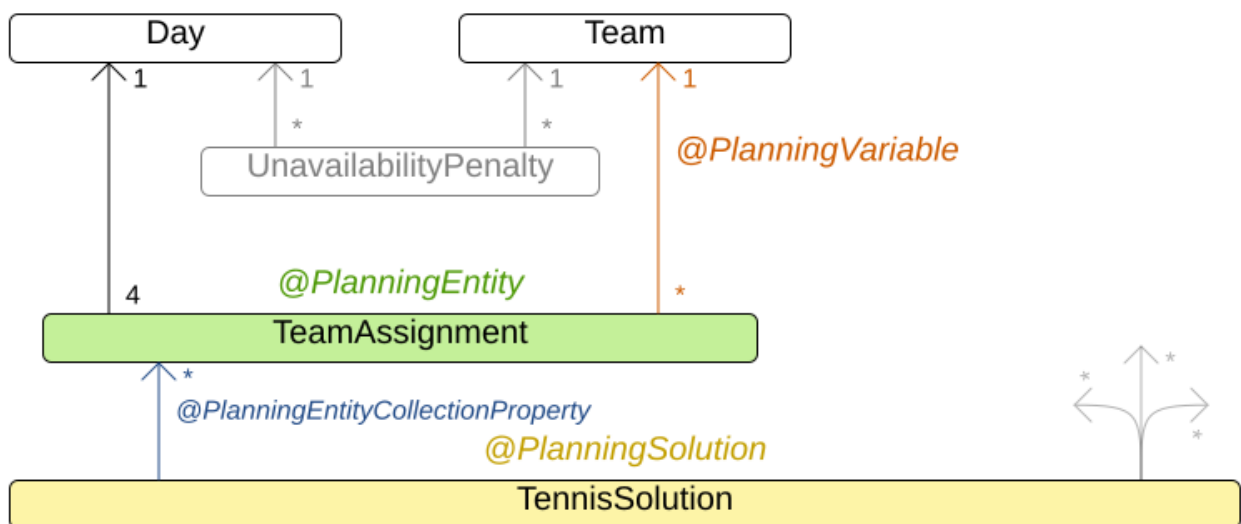 Day
Team
1
1
1
1
*
*
@PlanningVariable
UnavailabilityPenalty
@PlanningEntity
4
*
TeamAssignment
*
*
*
@PlanningEntityCollectionProperty
*
@PlanningSolution
TennisSolution